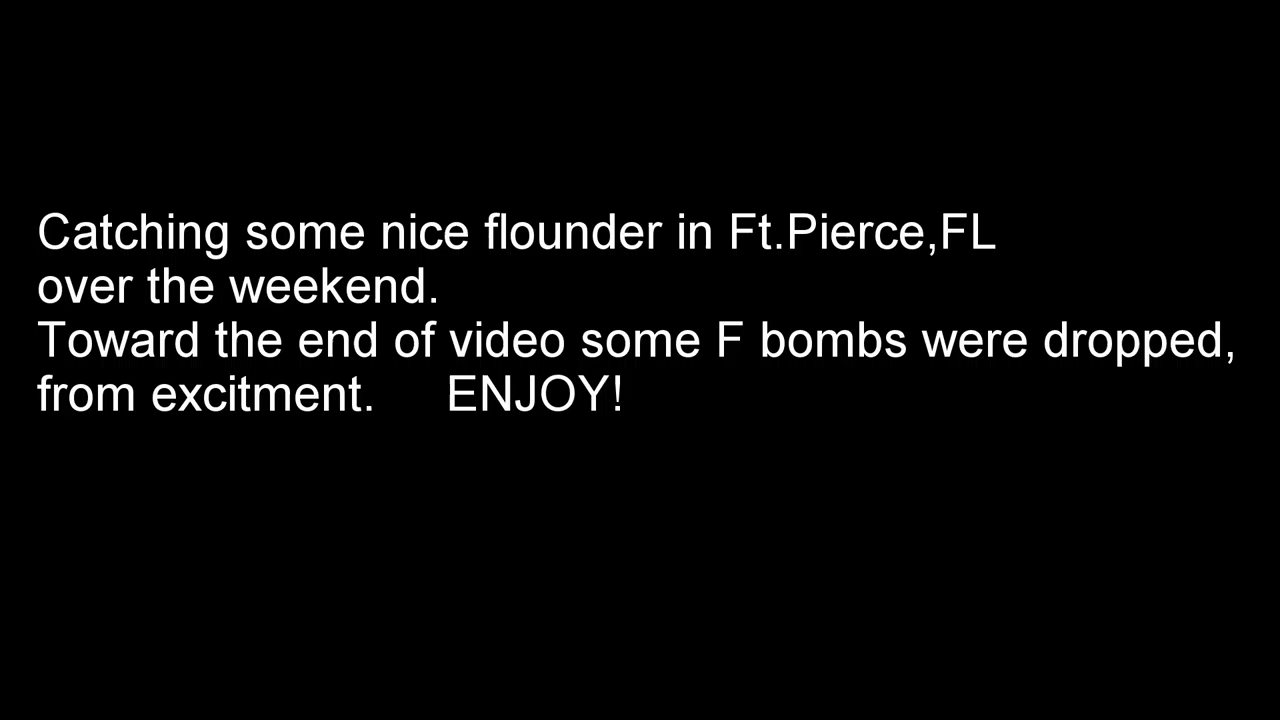 Catching some nice flounder in Ft.Pierce,FL
over the weekend.
Toward the end of video some F bombs were dropped,
from excitment. ENJOY!